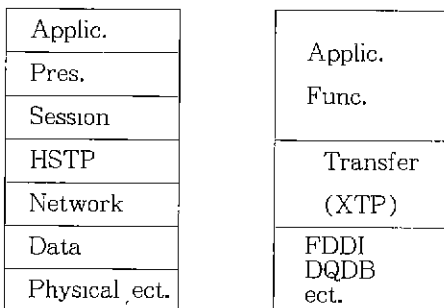 Applic.
Pres.
Session
HSTP
Network
Data
Physical ect.
Applic.
Func.
Transfer
(XTP)
FDDI
DQDB
ect.